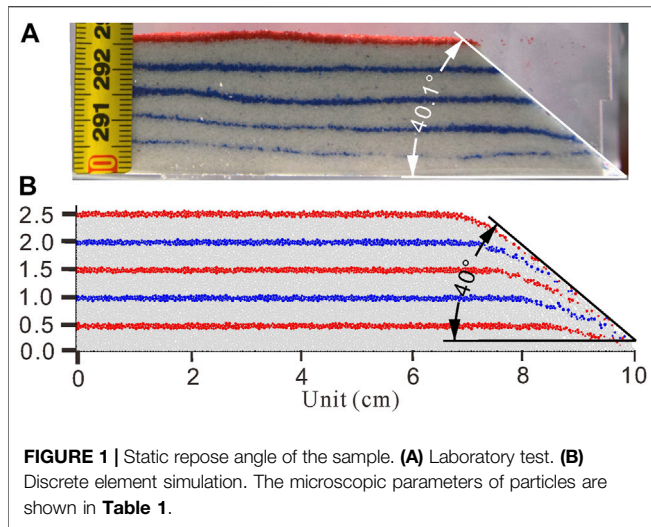 A
292
291
40.1°
B
2.5
2.0
1.5
1.0
0.5
0.0
40°
0 2 4 6 8 10
Unit (cm)
FIGURE 1 | Static repose angle of the sample. (A) Laboratory test. (B)
Discrete element simulation. The microscopic parameters of particles are
shown in Table 1.